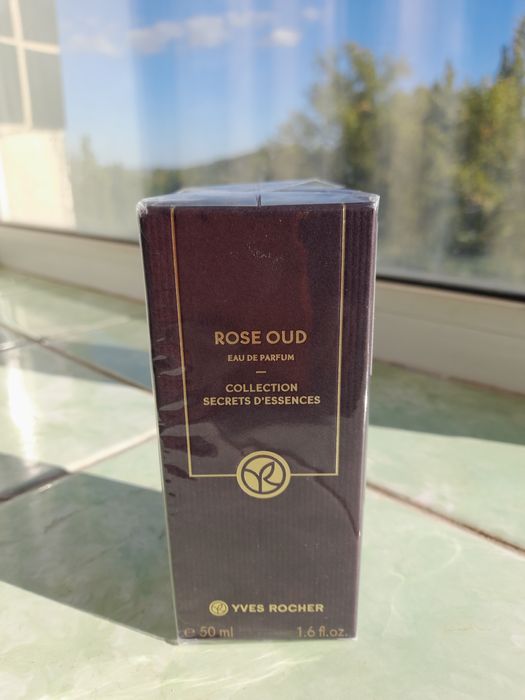 ROSE OUD
EAU DE PARFUM
COLLECTION
SECRETS D'ESSENCES
YVES ROCHER
e 50 ml 1.6 fl.oz.